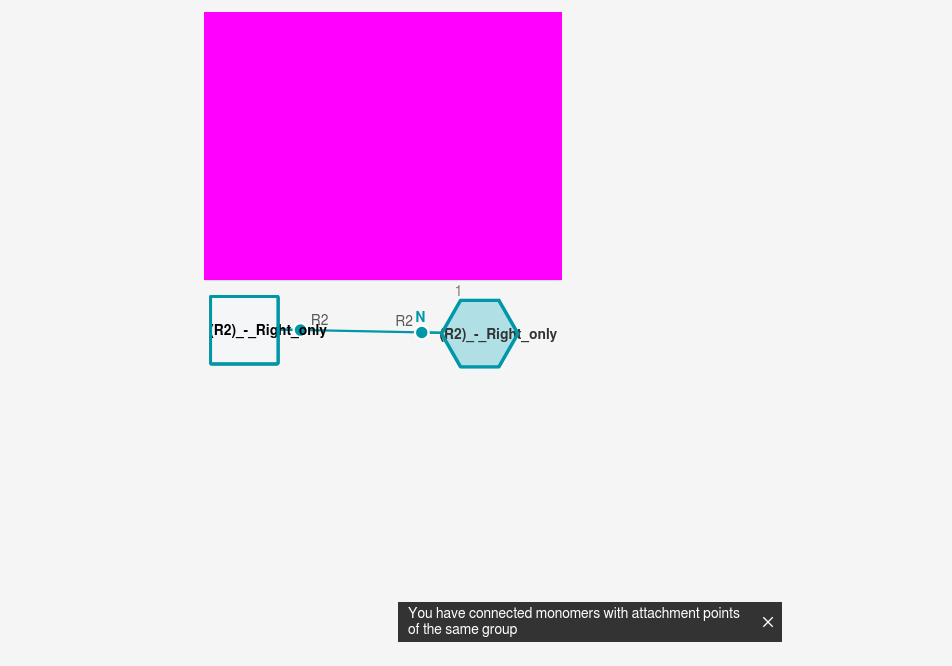 1
R2
R2
N
(R2)_-_Right_only
(R2)_-_Right_only
You have connected monomers with attachment points
of the same group